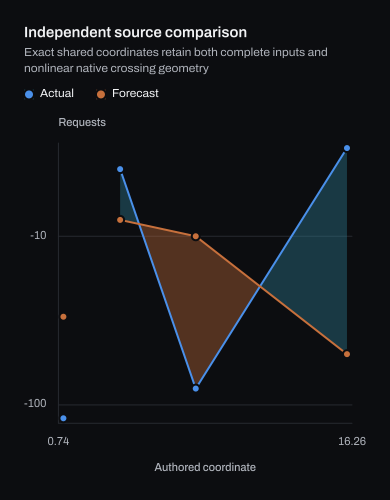 Independent source comparison
Exact shared coordinates retain both complete inputs and
nonlinear native crossing geometry
Actual Forecast
Requests
-10
-100
0.74 16.26
Authored coordinate